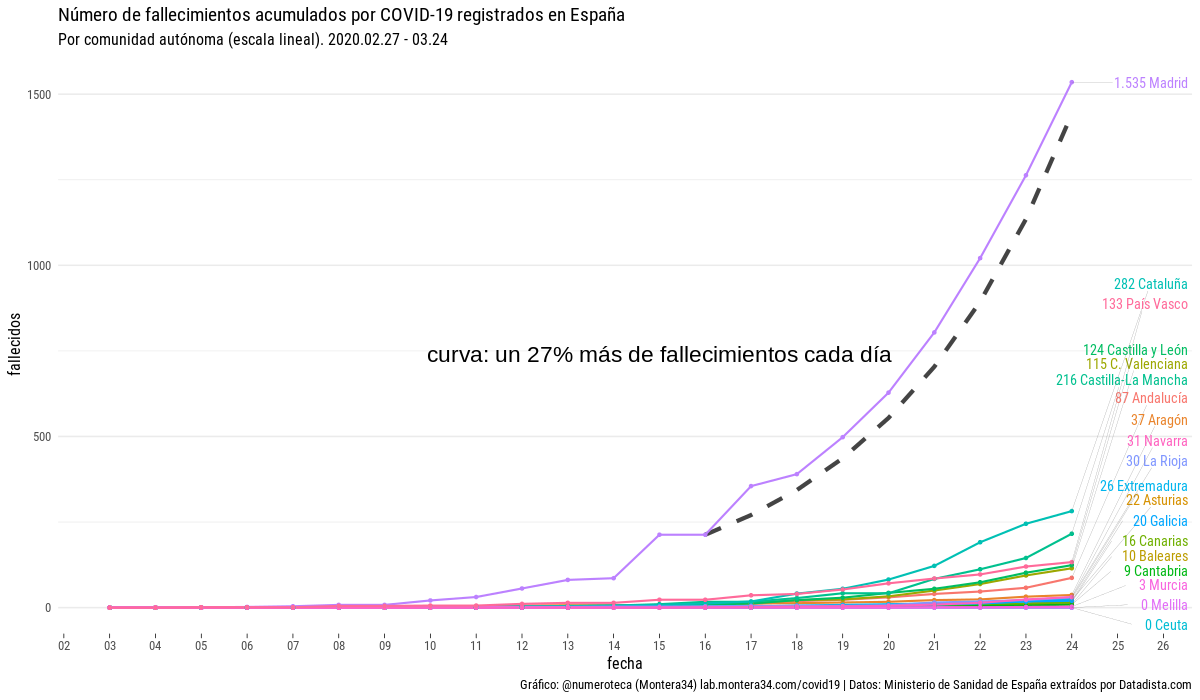 Número de fallecimientos acumulados por COVID-19 registrados en España
Por comunidad autónoma (escala lineal). 2020.02.27 - 03.24
fallecidos
1500
1000
500
0
curva: un 27% más de fallecimientos cada día
1.535 Madrid
282 Cataluña
133 País Vasco
124 Castilla y León
115 C. Valenciana
216 Castilla-La Mancha
87 Andalucía
37 Aragón
31 Navarra
30 La Rioja
26 Extremadura
22 Asturias
20 Galicia
16 Canarias
10 Baleares
9 Cantabria
3 Murcia
0 Melilla
0 Ceuta
02 03 04 05 06 07 08 09 10 11 12 13 14 15 16 17 18 19 20 21 22 23 24 25 26
fecha
Gráfico: @numeroteca (Montera34) lab.montera34.com/covid19 | Datos: Ministerio de Sanidad de España extraídos por Datadista.com